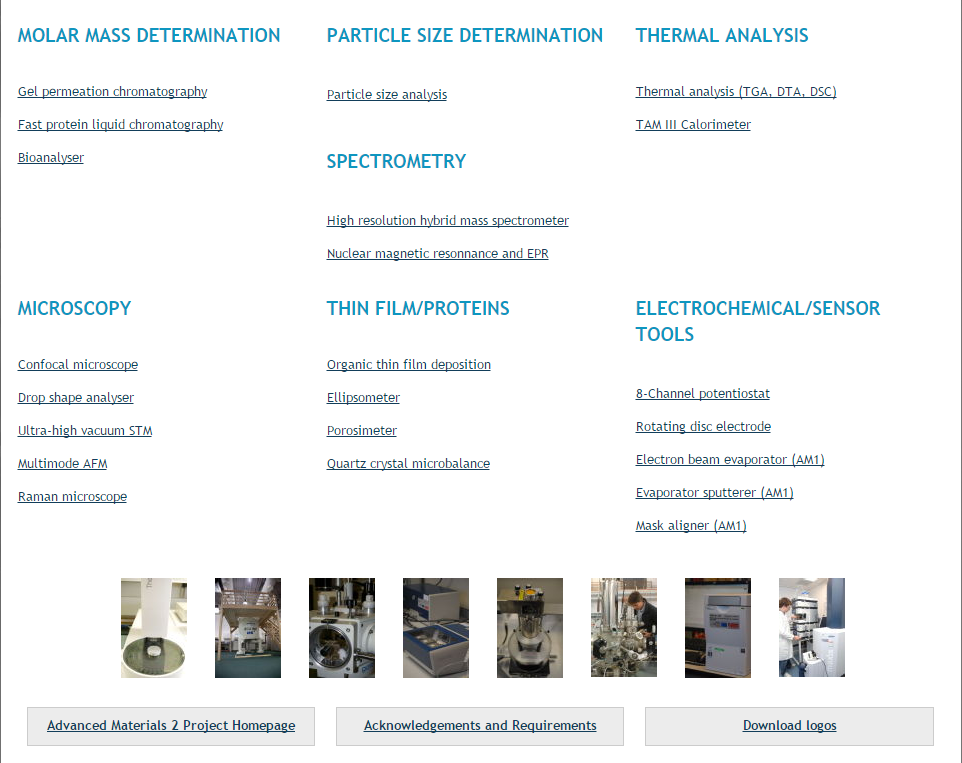 MOLAR MASS DETERMINATION
Gel permeation chromatography
Fast protein liquid chromatography
Bioanalyser
PARTICLE SIZE DETERMINATION
Particle size analysis
SPECTROMETRY
High resolution hybrid mass spectrometer
Nuclear magnetic resonnance and EPR
THERMAL ANALYSIS
Thermal analysis (TGA, DTA, DSC)
TAM III Calorimeter
MICROSCOPY
Confocal microscope
Drop shape analyser
Ultra-high vacuum STM
Multimode AFM
Raman microscope
THIN FILM/PROTEINS
Organic thin film deposition
Ellipsometer
Porosimeter
Quartz crystal microbalance
ELECTROCHEMICAL/SENSOR
TOOLS
8-Channel potentiostat
Rotating disc electrode
Electron beam evaporator (AM1)
Evaporator sputterer (AM1)
Mask aligner (AM1)
Advanced Materials 2 Project Homepage
Acknowledgements and Requirements
Download logos